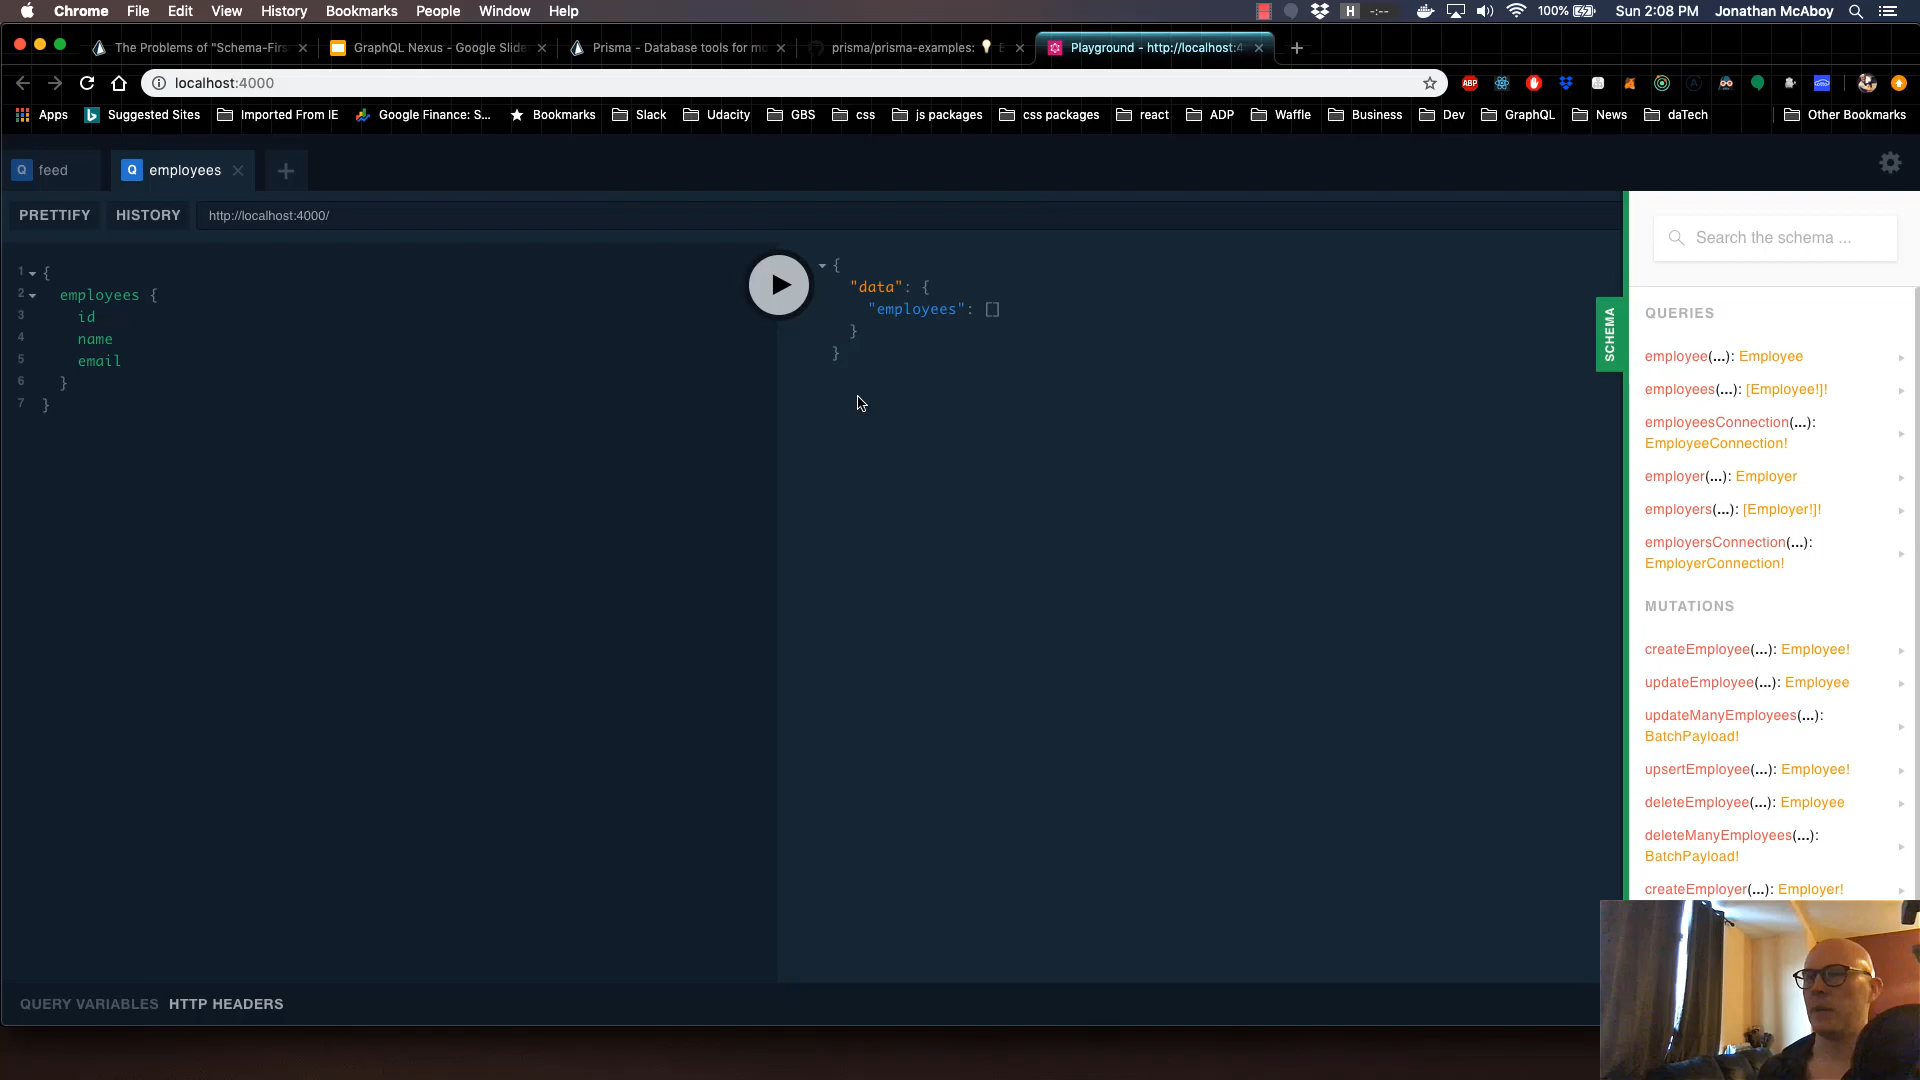 Chrome File Edit View History Bookmarks People Window Help
H -:-- 100% Sun 2:08 PM Jonathan McAboy
The Problems of "Schema-Firs
GraphQL Nexus - Google Slide
Prisma - Database tools for mo
prisma/prisma-examples: 💡 E
Playground - http://localhost:4
localhost:4000
ABP
Apps Suggested Sites Imported From IE Google Finance: S... Bookmarks Slack Udacity GBS css js packages css packages react ADP Waffle Business Dev GraphQL News daTech Other Bookmarks
Q feed
Q employees
PRETTIFY HISTORY http://localhost:4000/
1 {
2 employees {
3 id
4 name
5 email
6 }
7 }
{
"data": {
"employees": []
}
}
SCHEMA
Search the schema ...
QUERIES
employee(...): Employee
employees(...): [Employee!]!
employeesConnection(...):
EmployeeConnection!
employer(...): Employer
employers(...): [Employer!]!
employersConnection(...):
EmployerConnection!
MUTATIONS
createEmployee(...): Employee!
updateEmployee(...): Employee
updateManyEmployees(...):
BatchPayload!
upsertEmployee(...): Employee!
deleteEmployee(...): Employee
deleteManyEmployees(...):
BatchPayload!
createEmployer(...): Employer!
QUERY VARIABLES HTTP HEADERS